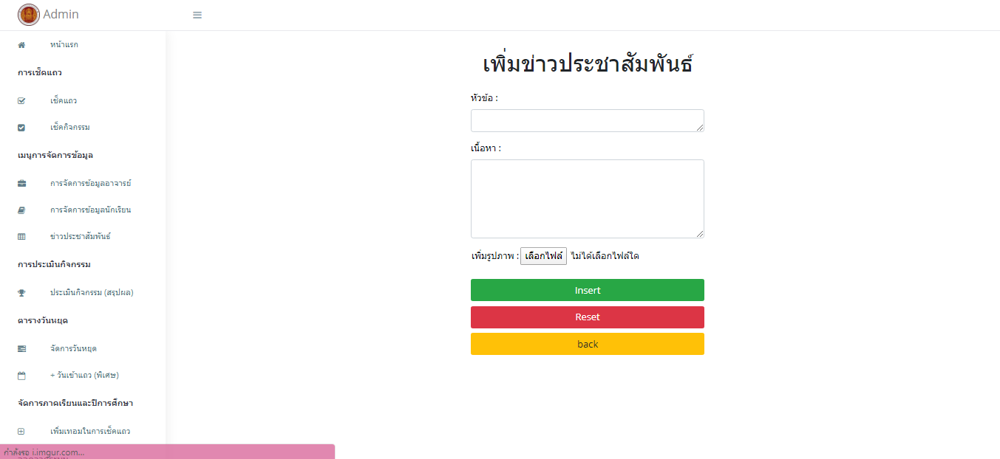 Admin
หน้าแรก
การเช็คแถว
เช็คแถว
เช็คกิจกรรม
เมนูการจัดการข้อมูล
การจัดการข้อมูลอาจารย์
การจัดการข้อมูลนักเรียน
ข่าวประชาสัมพันธ์
การประเมินกิจกรรม
ประเมินกิจกรรม (สรุปผล)
ตารางวันหยุด
จัดการวันหยุด
+ วันเข้าแถว (พิเศษ)
จัดการภาคเรียนและปีการศึกษา
เพิ่มเทอมในการเช็คแถว
กำลังรอ i.imgur.com...
เพิ่มข่าวประชาสัมพันธ์
หัวข้อ :
เนื้อหา :
เพิ่มรูปภาพ : เลือกไฟล์ ไม่ได้เลือกไฟล์ใด
Insert
Reset
back